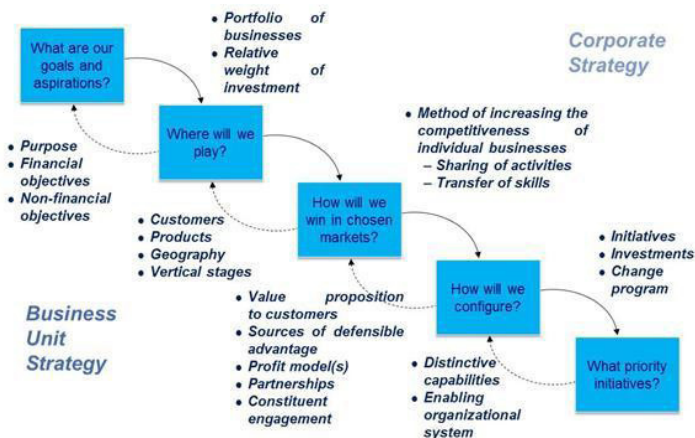 What are our
goals and
aspirations?
• Portfolio of
businesses
• Relative
weight of
investment
Corporate
Strategy
• Purpose
• Financial
objectives
• Non-financial
objectives
Where will we
play?
• Method of increasing the
competitiveness of
individual businesses
– Sharing of activities
– Transfer of skills
• Customers
• Products
• Geography
• Vertical stages
How will we
win in chosen
markets?
• Initiatives
• Investments
• Change
program
Business
Unit
Strategy
• Value proposition
to customers
• Sources of defensible
advantage
• Profit model(s)
• Partnerships
• Constituent
engagement
How will we
configure?
• Distinctive
capabilities
• Enabling
organizational
system
What priority
initiatives?